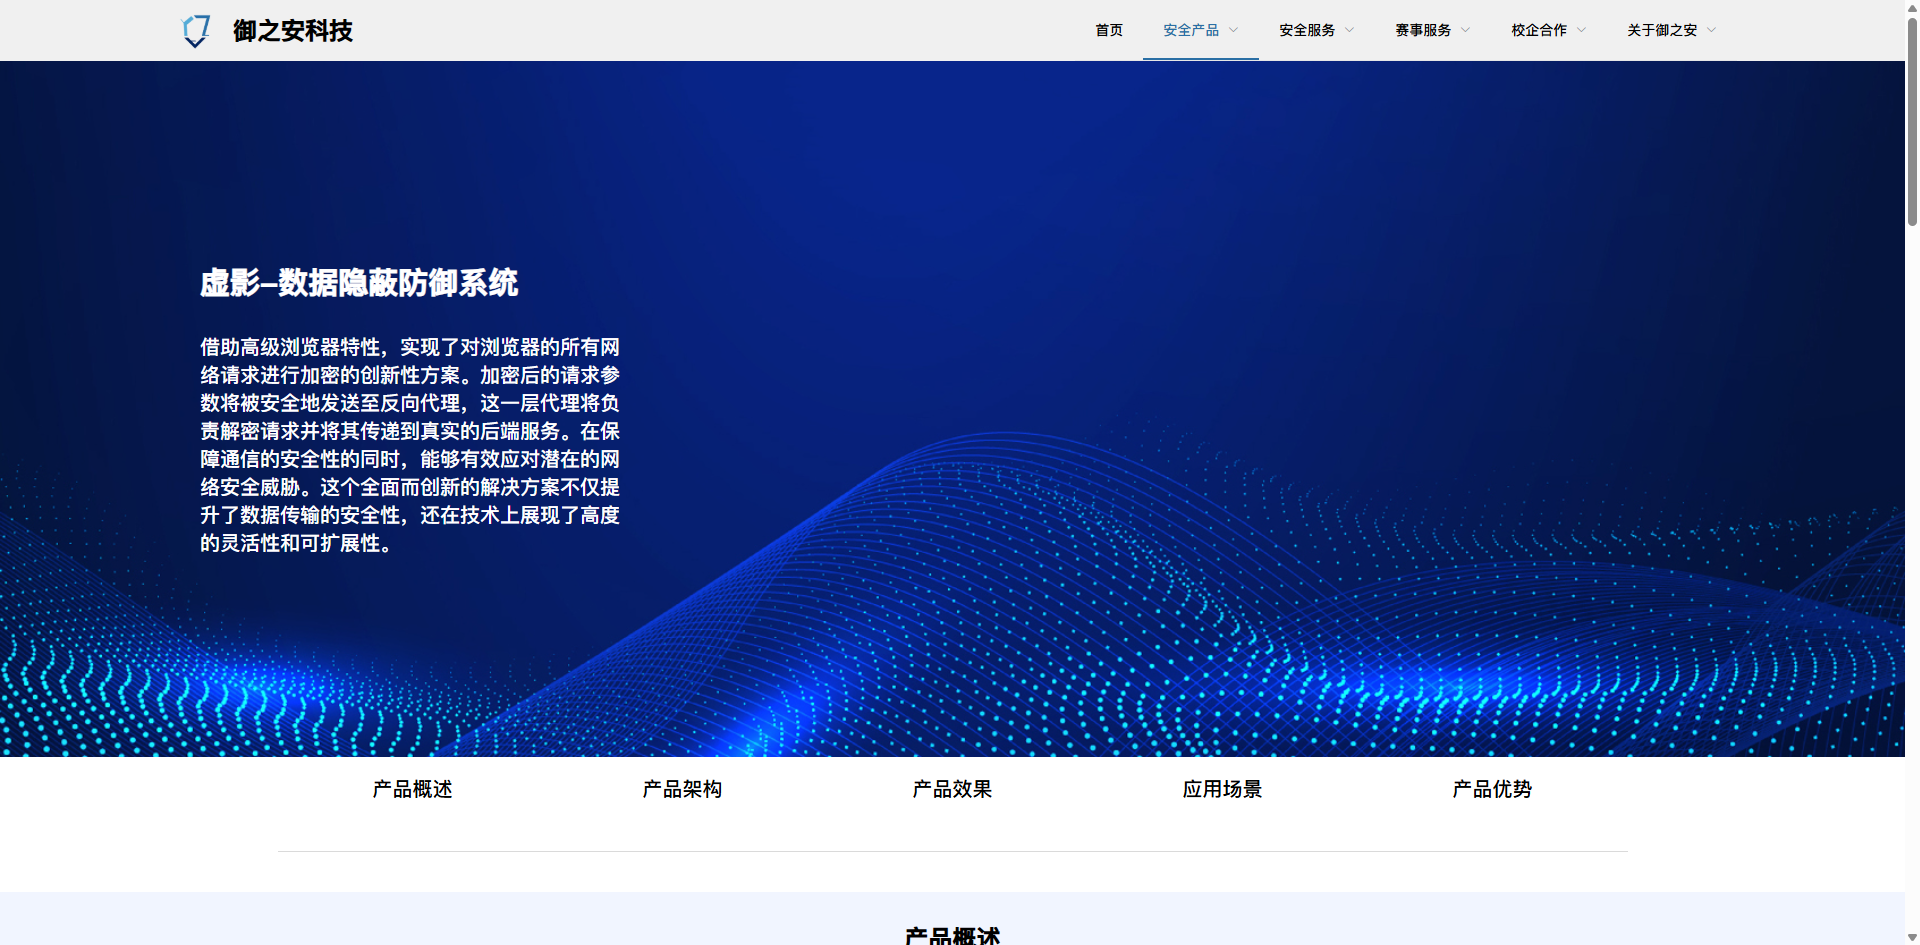 御之安科技
首页 安全产品 安全服务 赛事服务 校企合作 关于御之安
虚影–数据隐蔽防御系统
借助高级浏览器特性，实现了对浏览器的所有网
络请求进行加密的创新性方案。加密后的请求参
数将被安全地发送至反向代理，这一层代理将负
责解密请求并将其传递到真实的后端服务。在保
障通信的安全性的同时，能够有效应对潜在的网
络安全威胁。这个全面而创新的解决方案不仅提
升了数据传输的安全性，还在技术上展现了高度
的灵活性和可扩展性。
产品概述 产品架构 产品效果 应用场景 产品优势
产品概述